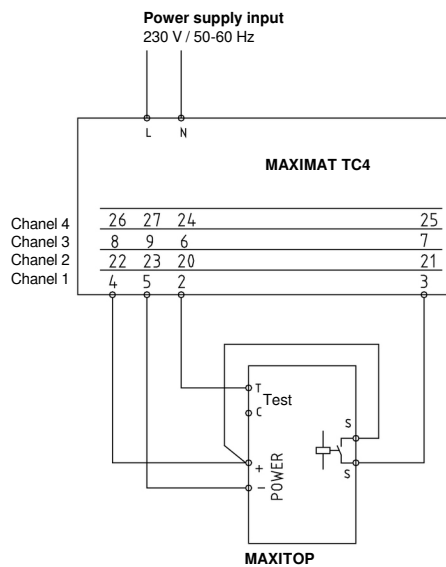 Power supply input
230 V / 50-60 Hz
L N
MAXIMAT TC4
Chanel 4 26 27 24 25
Chanel 3 8 9 6 7
Chanel 2 22 23 20 21
Chanel 1 4 5 2 3
T Test
C
S
+
S
-
POWER
MAXITOP